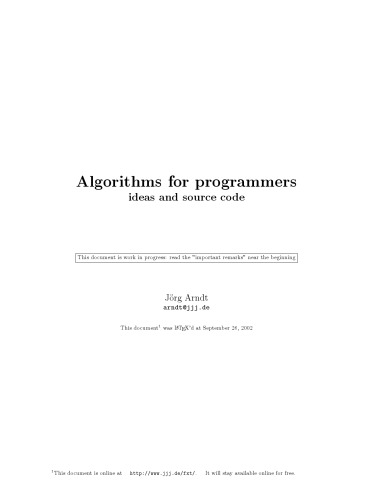 Algorithms for programmers
ideas and source code
This document is work in progress: read the "important remarks" near the beginning
Jörg Arndt
arndt@jjj.de
This document¹ was LATEX'd at September 26, 2002
¹This document is online at http://www.jjj.de/fxt/. It will stay available online for free.